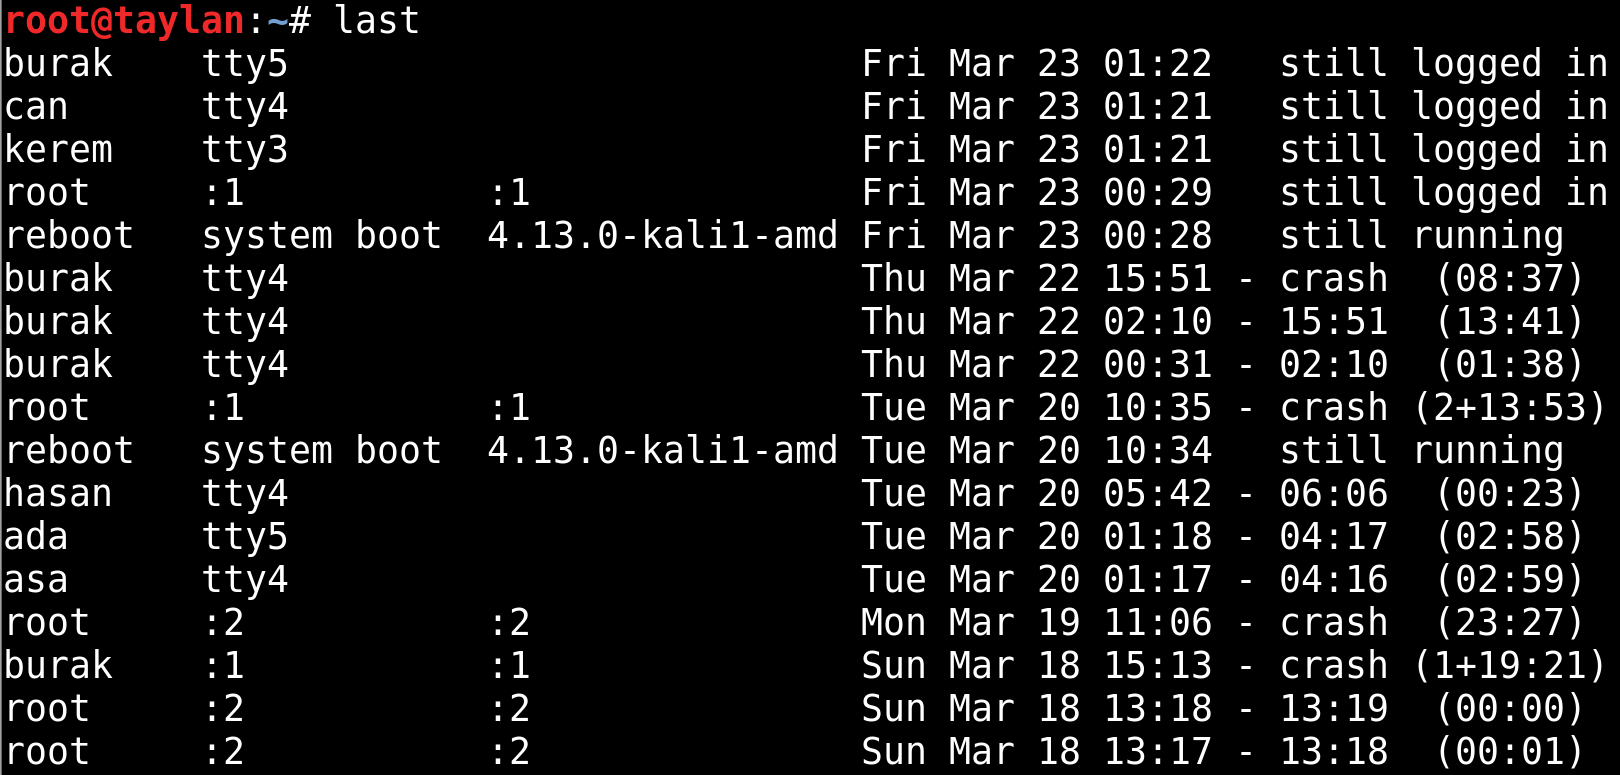 root@taylan:~# last
burak    tty5                          Fri Mar 23 01:22   still logged in
can      tty4                          Fri Mar 23 01:21   still logged in
kerem    tty3                          Fri Mar 23 01:21   still logged in
root     :1           :1               Fri Mar 23 00:29   still logged in
reboot   system boot  4.13.0-kali1-amd Fri Mar 23 00:28   still running
burak    tty4                          Thu Mar 22 15:51 - crash  (08:37)
burak    tty4                          Thu Mar 22 02:10 - 15:51  (13:41)
burak    tty4                          Thu Mar 22 00:31 - 02:10  (01:38)
root     :1           :1               Tue Mar 20 10:35 - crash (2+13:53)
reboot   system boot  4.13.0-kali1-amd Tue Mar 20 10:34   still running
hasan    tty4                          Tue Mar 20 05:42 - 06:06  (00:23)
ada      tty5                          Tue Mar 20 01:18 - 04:17  (02:58)
asa      tty4                          Tue Mar 20 01:17 - 04:16  (02:59)
root     :2           :2               Mon Mar 19 11:06 - crash  (23:27)
burak    :1           :1               Sun Mar 18 15:13 - crash (1+19:21)
root     :2           :2               Sun Mar 18 13:18 - 13:19  (00:00)
root     :2           :2               Sun Mar 18 13:17 - 13:18  (00:01)